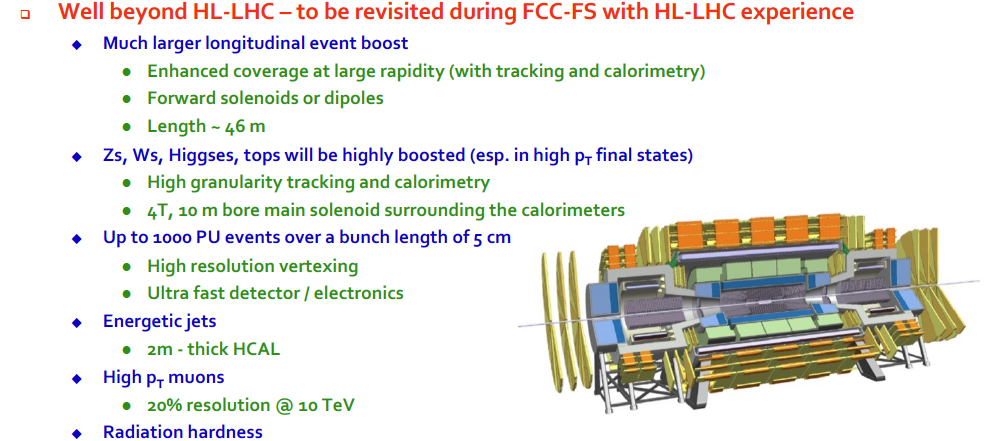 Well beyond HL-LHC – to be revisited during FCC-FS with HL-LHC experience
Much larger longitudinal event boost
Enhanced coverage at large rapidity (with tracking and calorimetry)
Forward solenoids or dipoles
Length ~ 46 m
Zs, Ws, Higgses, tops will be highly boosted (esp. in high pT final states)
High granularity tracking and calorimetry
4T, 10 m bore main solenoid surrounding the calorimeters
Up to 1000 PU events over a bunch length of 5 cm
High resolution vertexing
Ultra fast detector / electronics
Energetic jets
2m - thick HCAL
High pT muons
20% resolution @ 10 TeV
Radiation hardness